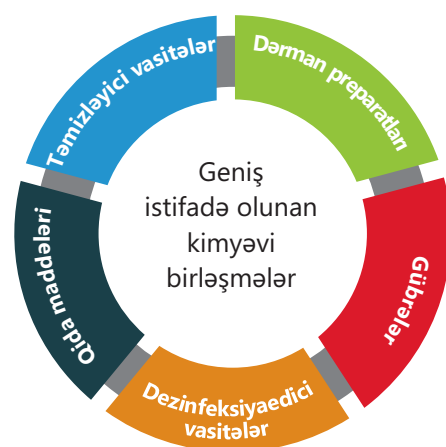 Təmizləyici vasitələr
Dərman preparatları
Gübrələr
Dezinfeksiyaedici
vasitələr
Qida maddələri
Geniş
istifadə olunan
kimyəvi
birləşmələr